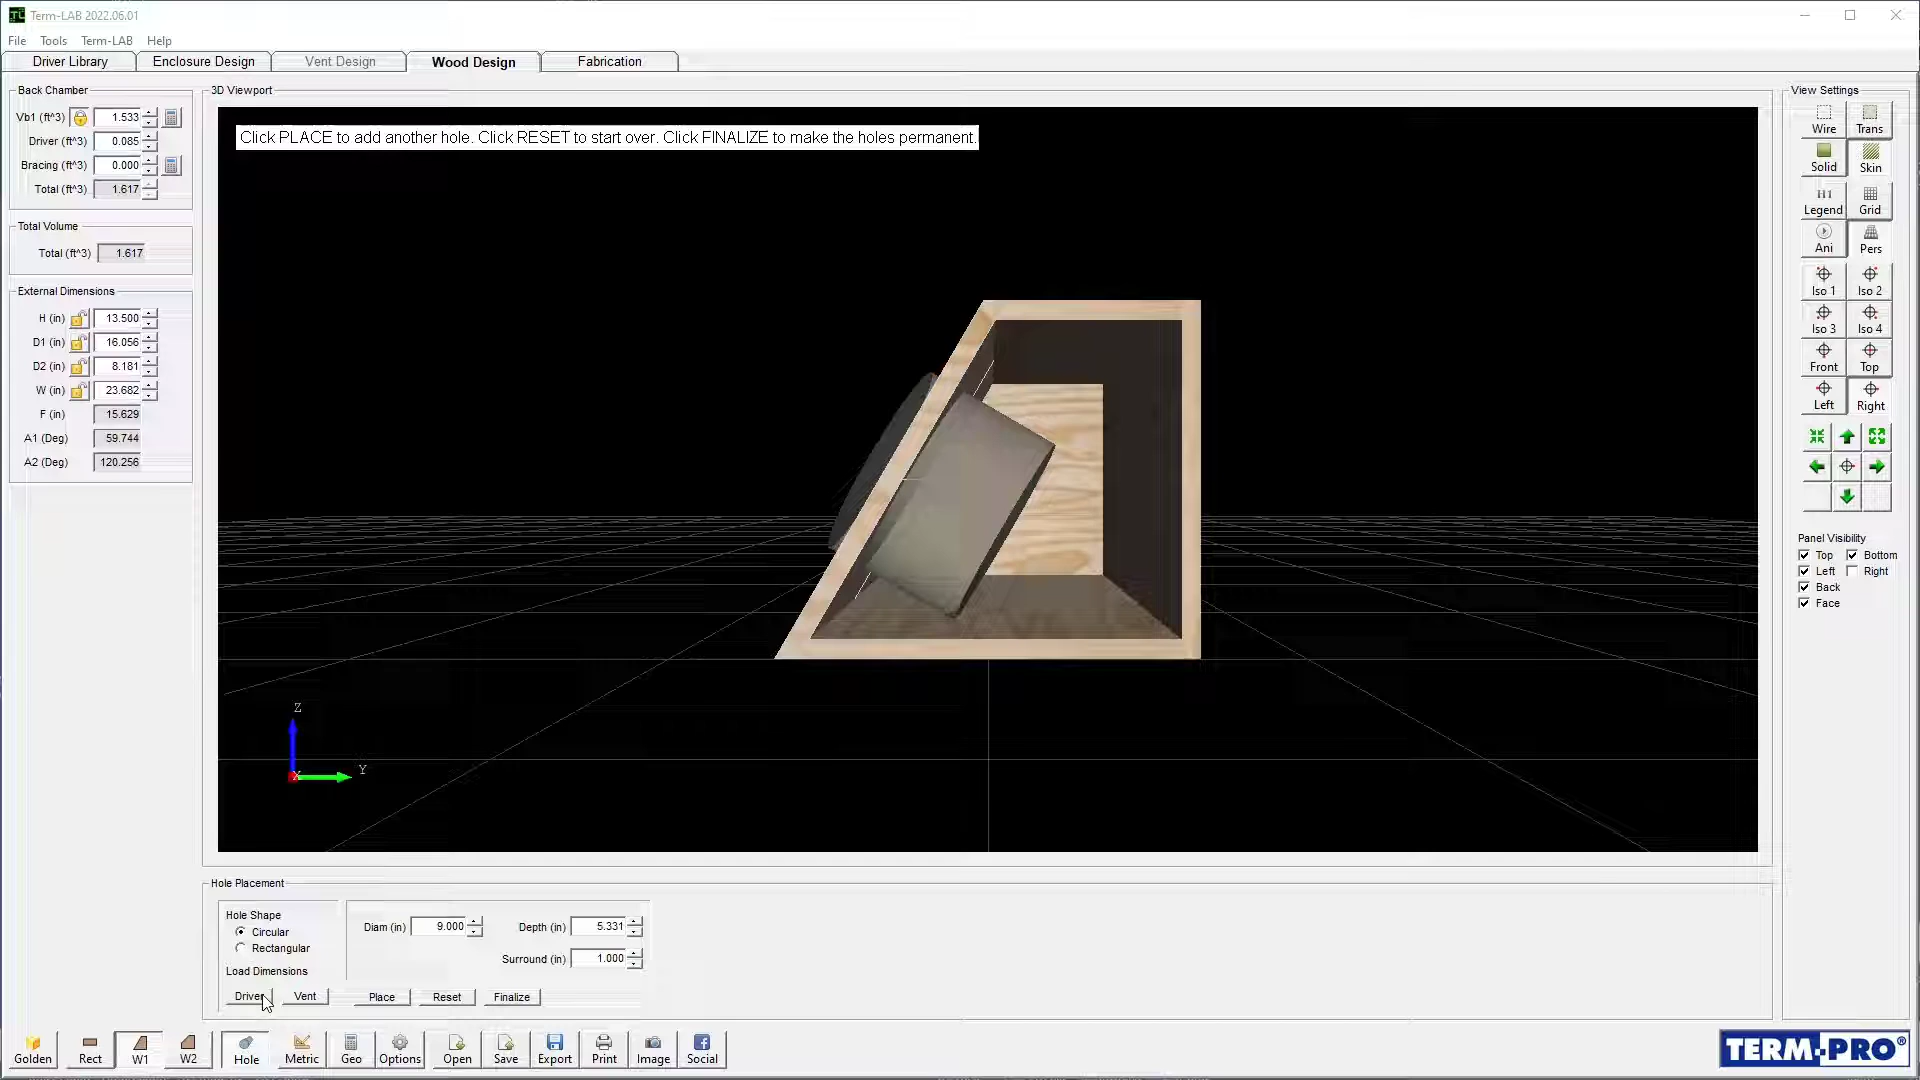 Term-LAB 2022.06.01
File Tools Term-LAB Help
Driver Library Enclosure Design Vent Design Wood Design Fabrication
Back Chamber
Vb1 (ft^3) 1.533
Driver (ft^3) 0.085
Bracing (ft^3) 0.000
Total (ft^3) 1.617
Total Volume
Total (ft^3) 1.617
External Dimensions
H (in) 13.500
D1 (in) 16.056
D2 (in) 8.181
W (in) 23.682
F (in) 15.629
A1 (Deg) 59.744
A2 (Deg) 120.256
3D Viewport
Click PLACE to add another hole. Click RESET to start over. Click FINALIZE to make the holes permanent.
Z
Y
X
View Settings
Wire Trans
Solid Skin
H1
Legend Grid
Ani Pers
Iso 1 Iso 2
Iso 3 Iso 4
Front Top
Left Right
Panel Visibility
Top Bottom
Left Right
Back
Face
Hole Placement
Hole Shape
Circular
Rectangular
Load Dimensions
Driver Vent
Diam (in) 9.000 Depth (in) 5.331
Surround (in) 1.000
Place Reset Finalize
Golden Rect W1 W2 Hole Metric Geo Options Open Save Export Print Image Social
TERM-PRO®